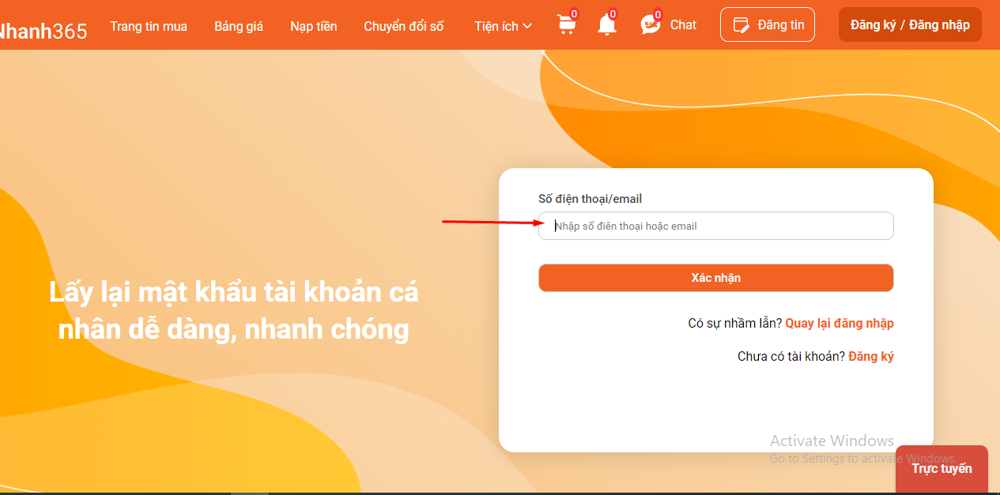 Nhanh365
Trang tin mua
Bảng giá
Nạp tiền
Chuyển đổi số
Tiện ích
0
0
0
Chat
Đăng tin
Đăng ký / Đăng nhập
Lấy lại mật khẩu tài khoản cá
nhân dễ dàng, nhanh chóng
Số điện thoại/email
Nhập số điên thoại hoặc email
Xác nhận
Có sự nhầm lẫn? Quay lại đăng nhập
Chưa có tài khoản? Đăng ký
Activate Windows
Go to Settings to activate Windows.
Trực tuyến